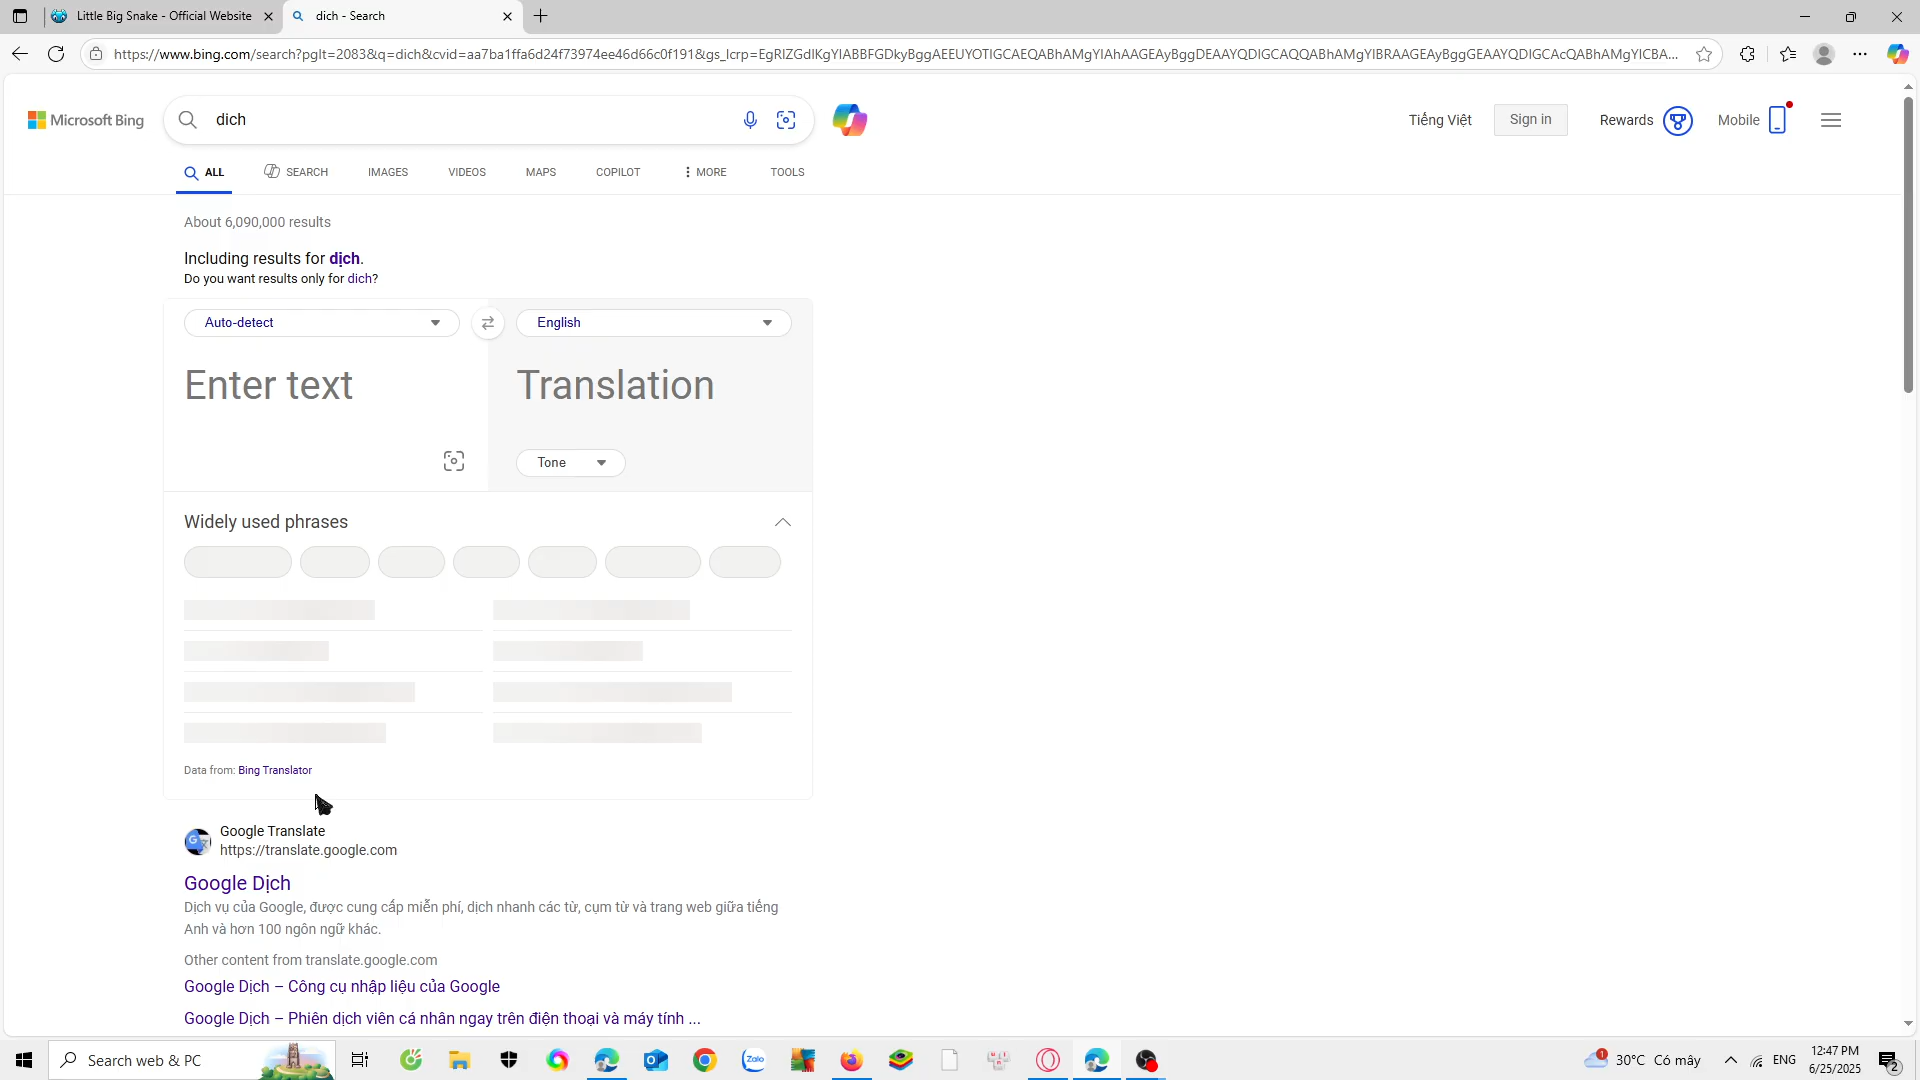 Little Big Snake - Official Website
dich - Search
https://www.bing.com/search?pglt=2083&q=dich&cvid=aa7ba1ffa6d24f73974ee46d66c0f191&gs_lcrp=EgRlZGdlKgYIABBFGDkyBggAEEUYOTIGCAEQABhAMgYIAhAAGEAyBggDEAAYQDIGCAQQABhAMgYIBRAAGEAyBggGEAAYQDIGCAcQABhAMgYICBA...
Microsoft Bing
dich
Tiếng Việt
Sign in
Rewards
Mobile
ALL
SEARCH
IMAGES
VIDEOS
MAPS
COPILOT
MORE
TOOLS
About 6,090,000 results
Including results for dịch.
Do you want results only for dich?
Auto-detect
English
Enter text
Translation
Tone
Widely used phrases
Data from: Bing Translator
Google Translate
https://translate.google.com
Google Dịch
Dịch vụ của Google, được cung cấp miễn phí, dịch nhanh các từ, cụm từ và trang web giữa tiếng
Anh và hơn 100 ngôn ngữ khác.
Other content from translate.google.com
Google Dịch – Công cụ nhập liệu của Google
Google Dịch – Phiên dịch viên cá nhân ngay trên điện thoại và máy tính ...
Search web & PC
Zalo
1
30°C Có mây
ENG
12:47 PM
6/25/2025
2